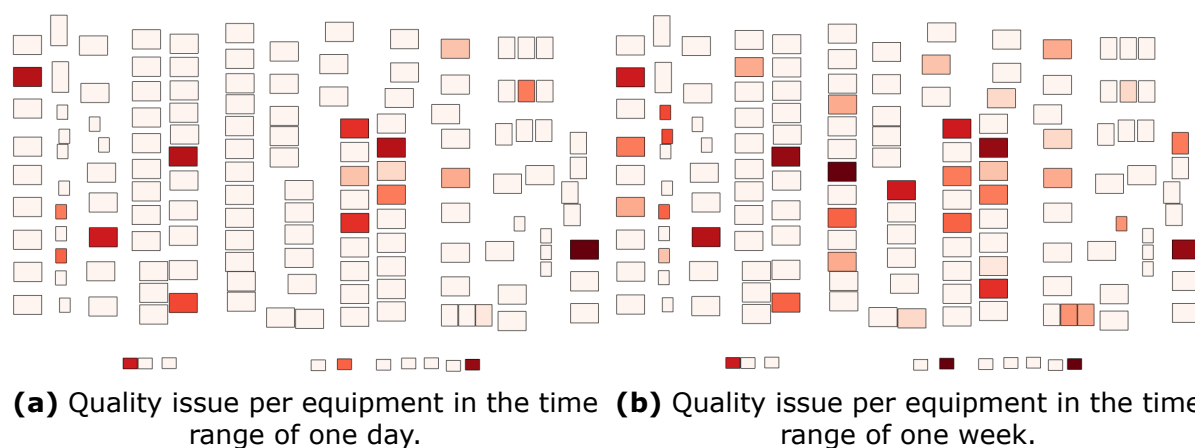 (a) Quality issue per equipment in the time
range of one day.
(b) Quality issue per equipment in the time
range of one week.